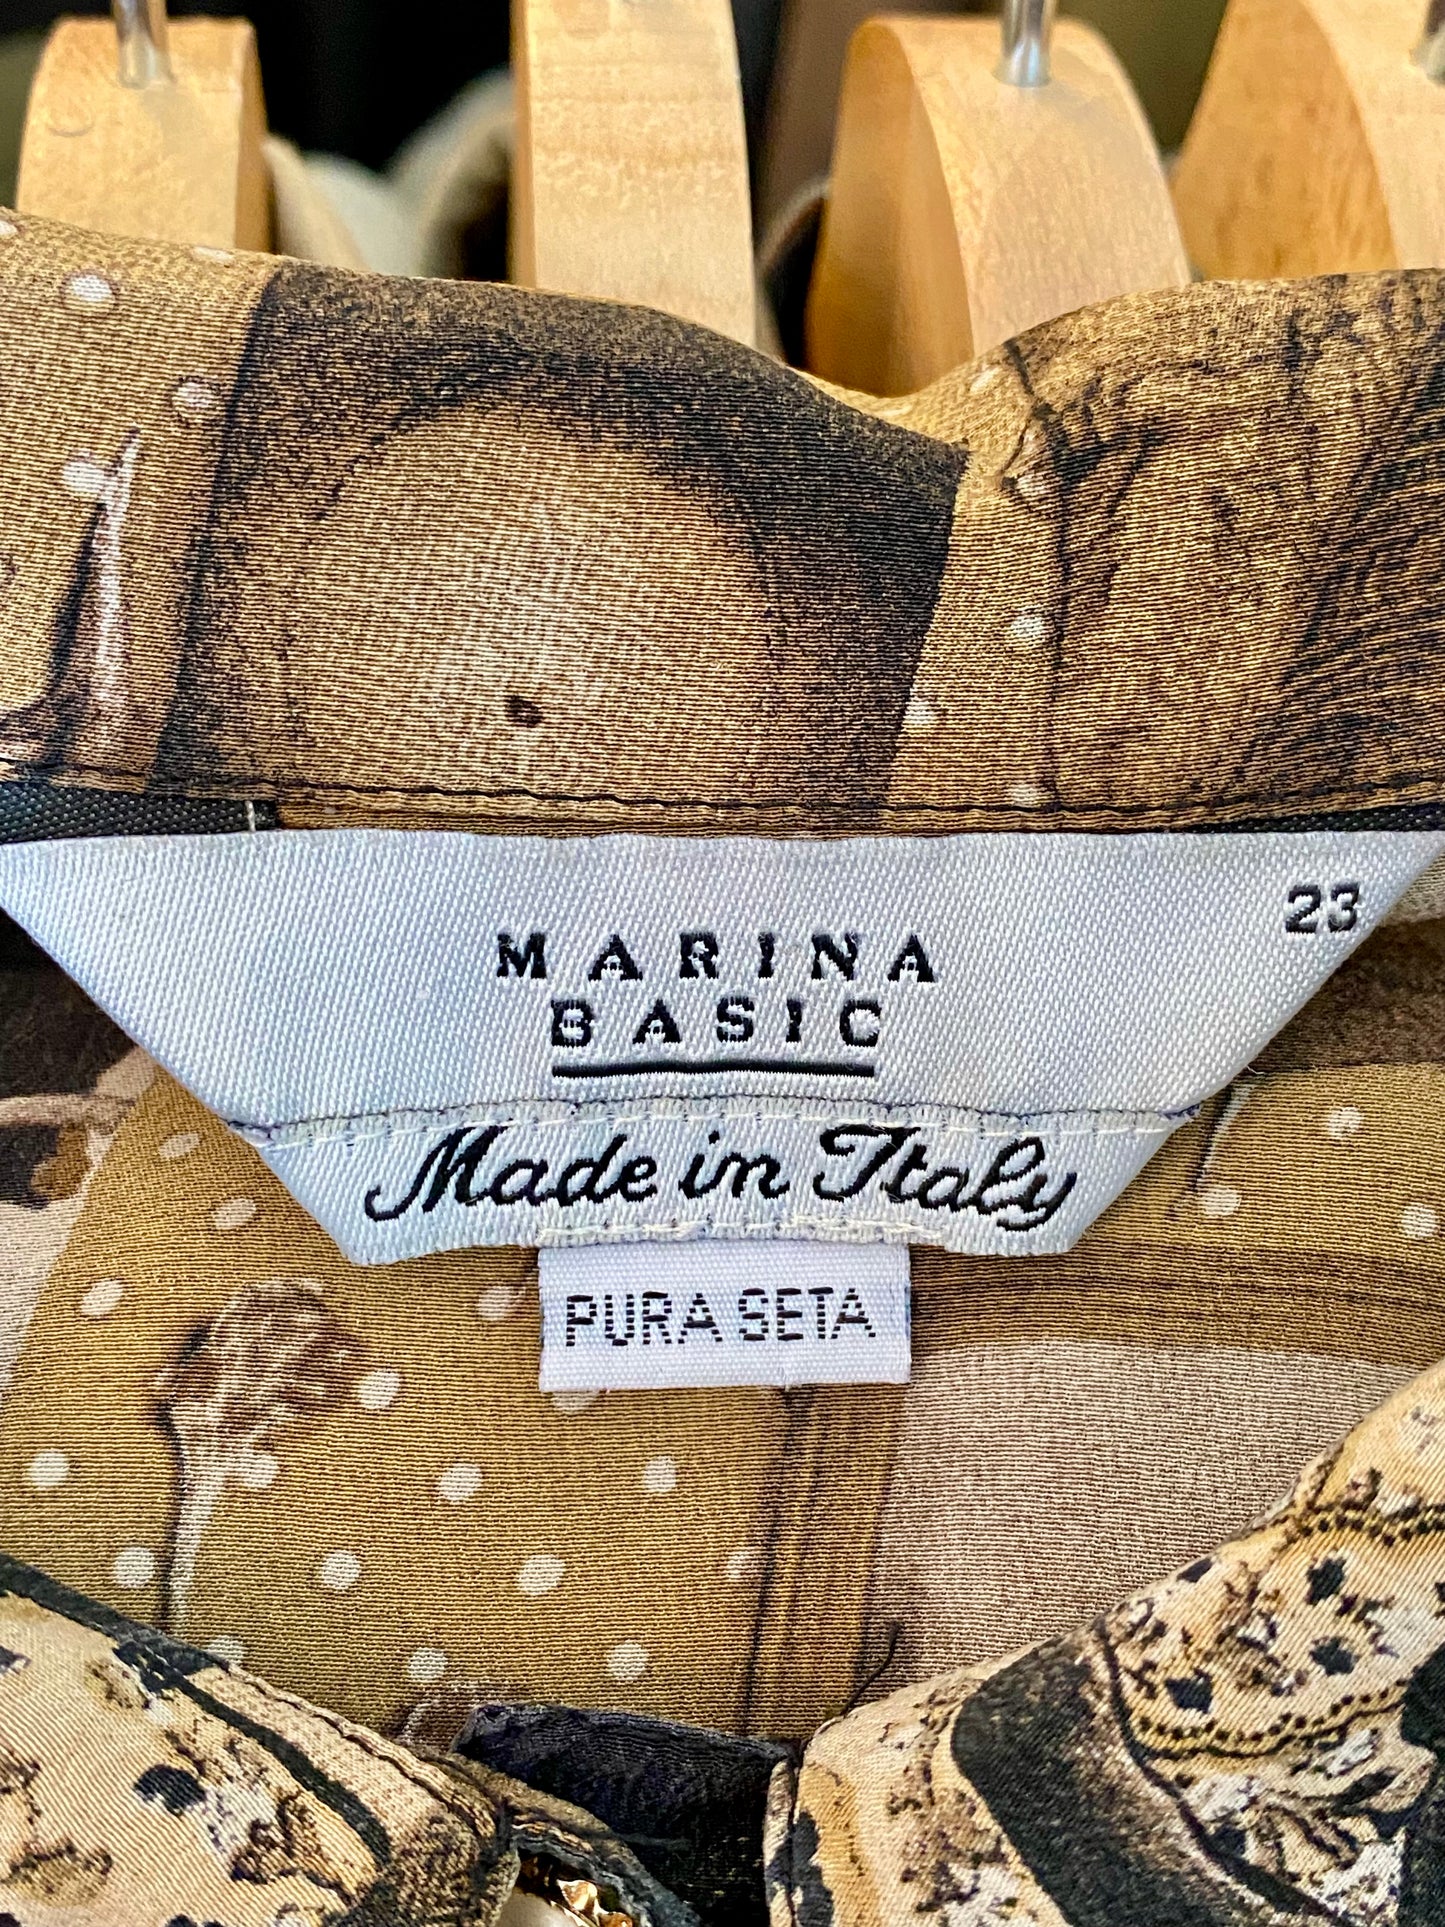 23
MARINA
BASIC
Made in Italy
PURA SETA